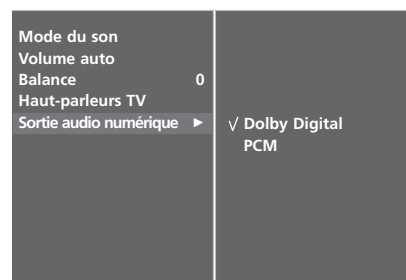 Mode du son
Volume auto
Balance 0
Haut-parleurs TV
Sortie audio numérique ►
√ Dolby Digital
PCM